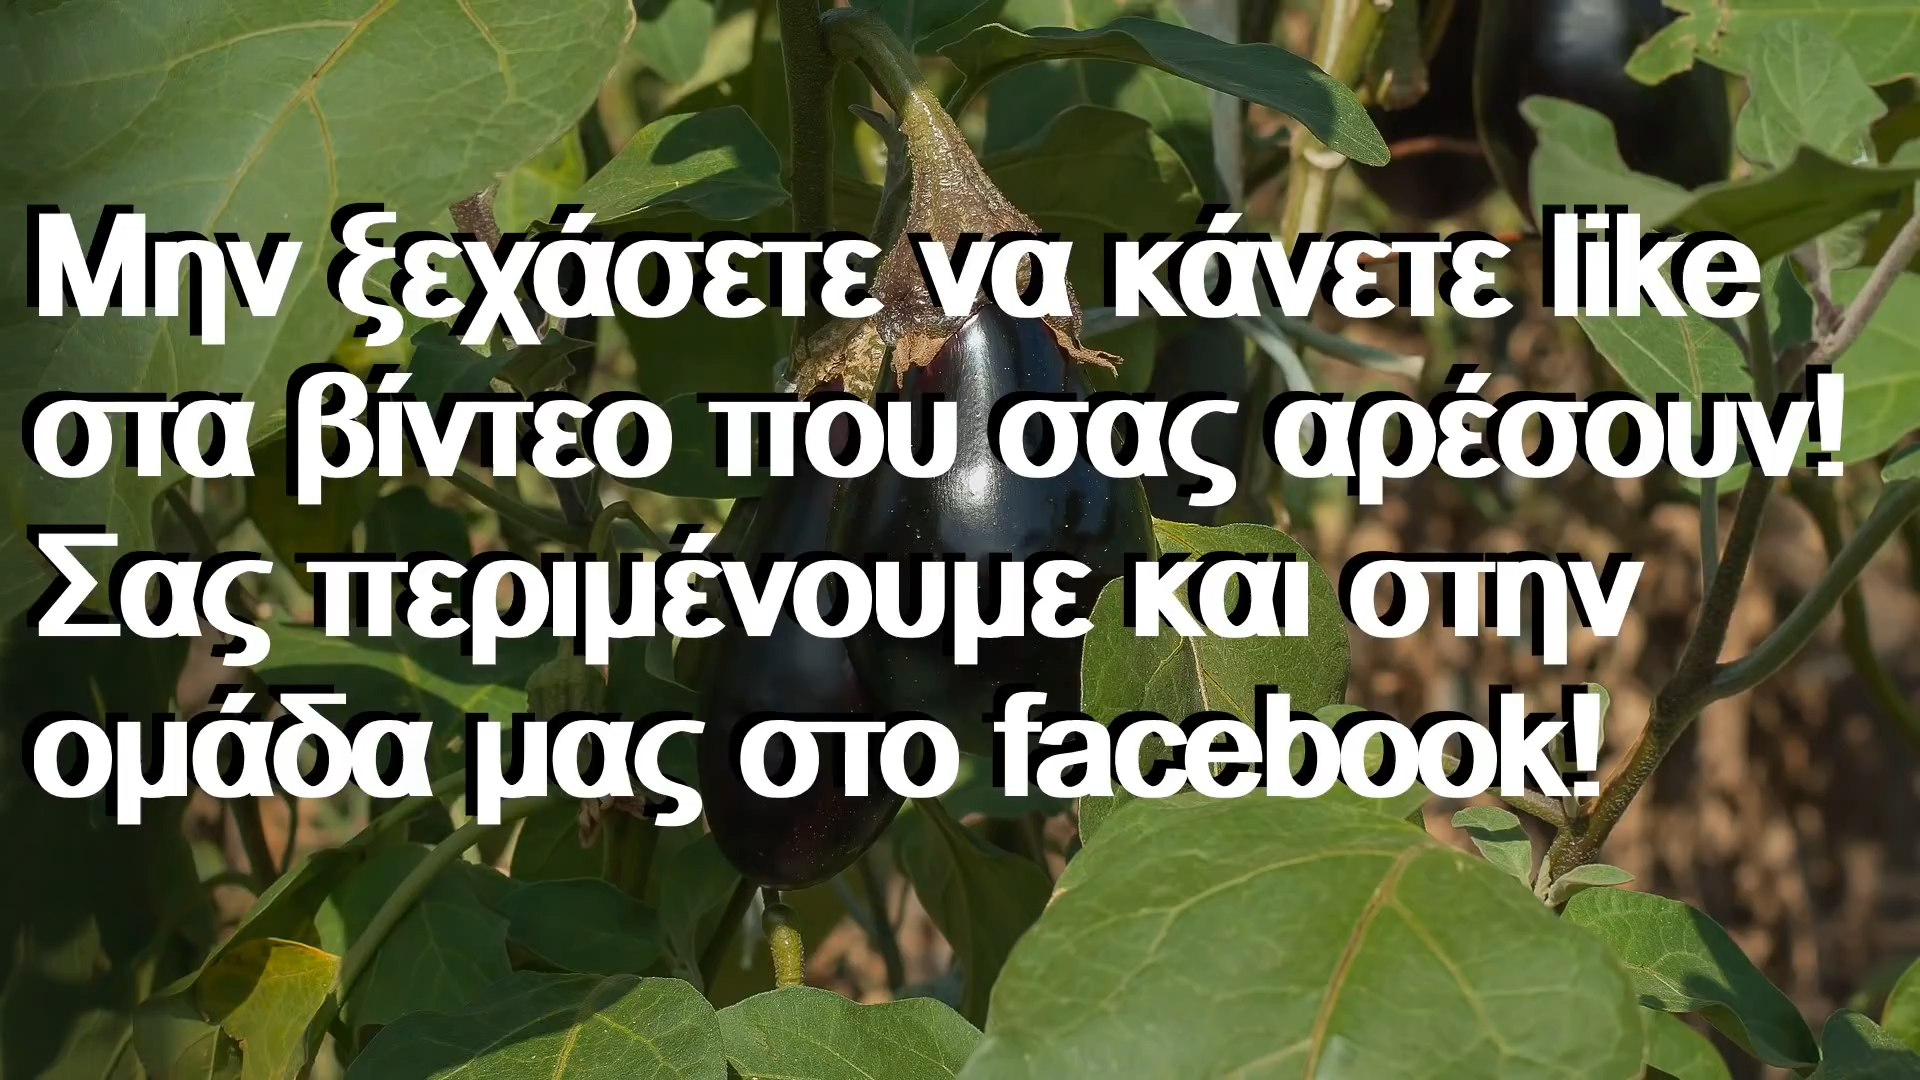 Μην ξεχάσετε να κάνετε like
στα βίντεο που σας αρέσουν!
Σας περιμένουμε και στην
ομάδα μας στο facebook!